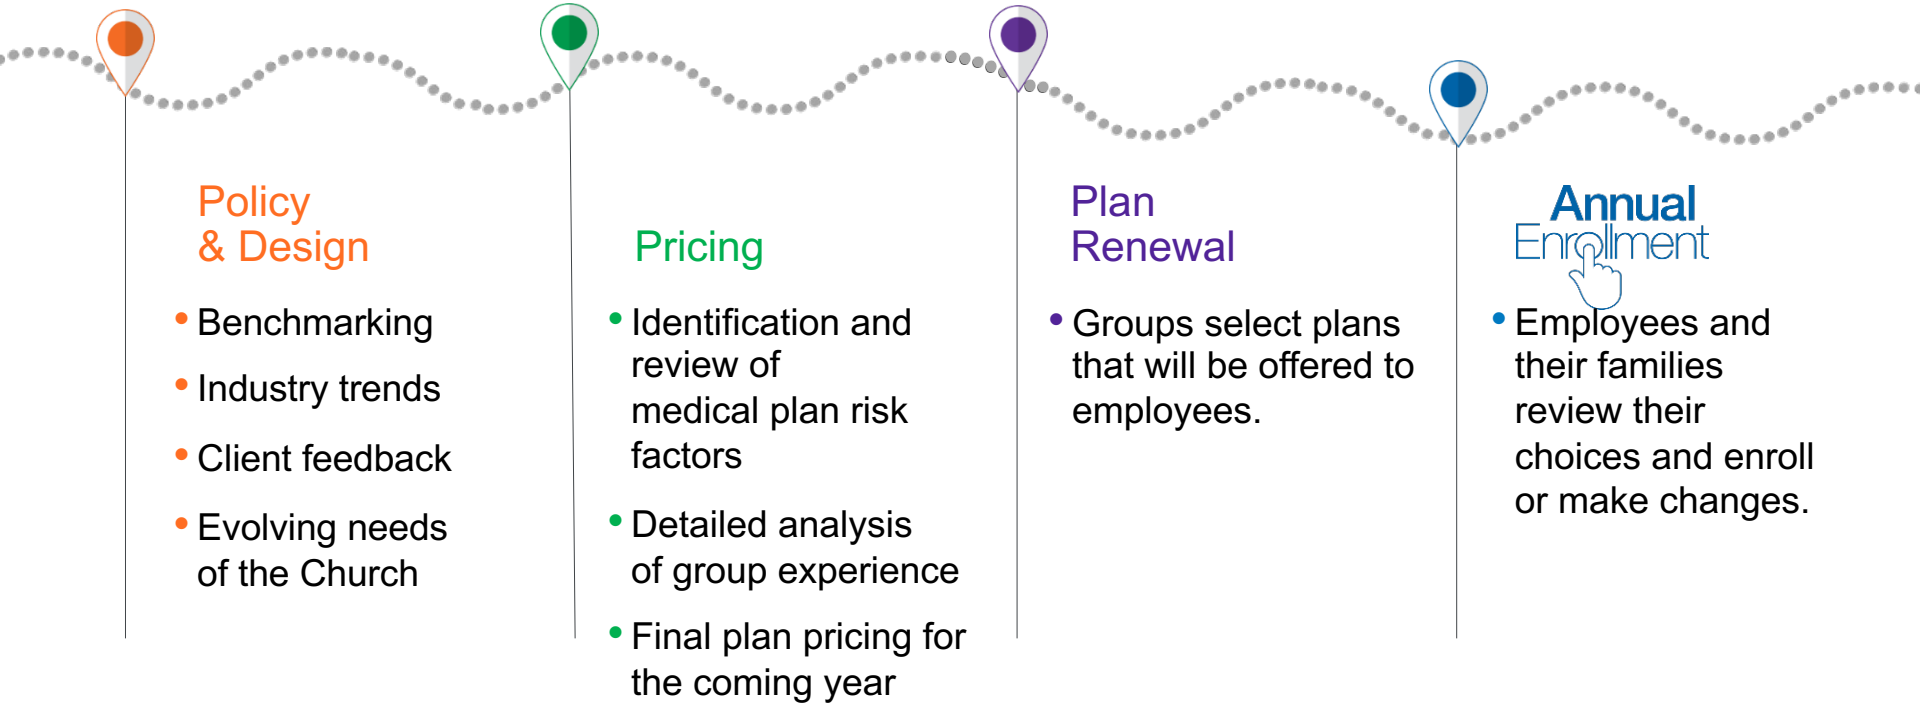 Policy
& Design
• Benchmarking
• Industry trends
• Client feedback
• Evolving needs
of the Church
Pricing
• Identification and
review of
medical plan risk
factors
• Detailed analysis
of group experience
• Final plan pricing for
the coming year
Plan
Renewal
• Groups select plans
that will be offered to
employees.
Annual
Enrollment
• Employees and
their families
review their
choices and enroll
or make changes.